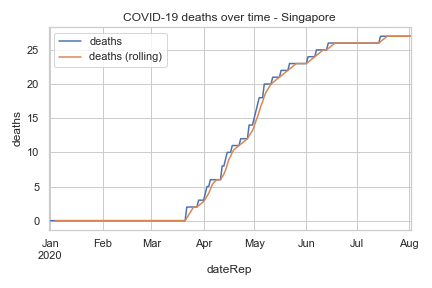 COVID-19 deaths over time - Singapore
deaths
deaths (rolling)
deaths
25
20
15
10
5
0
Jan Feb Mar Apr May Jun Jul Aug
2020
dateRep